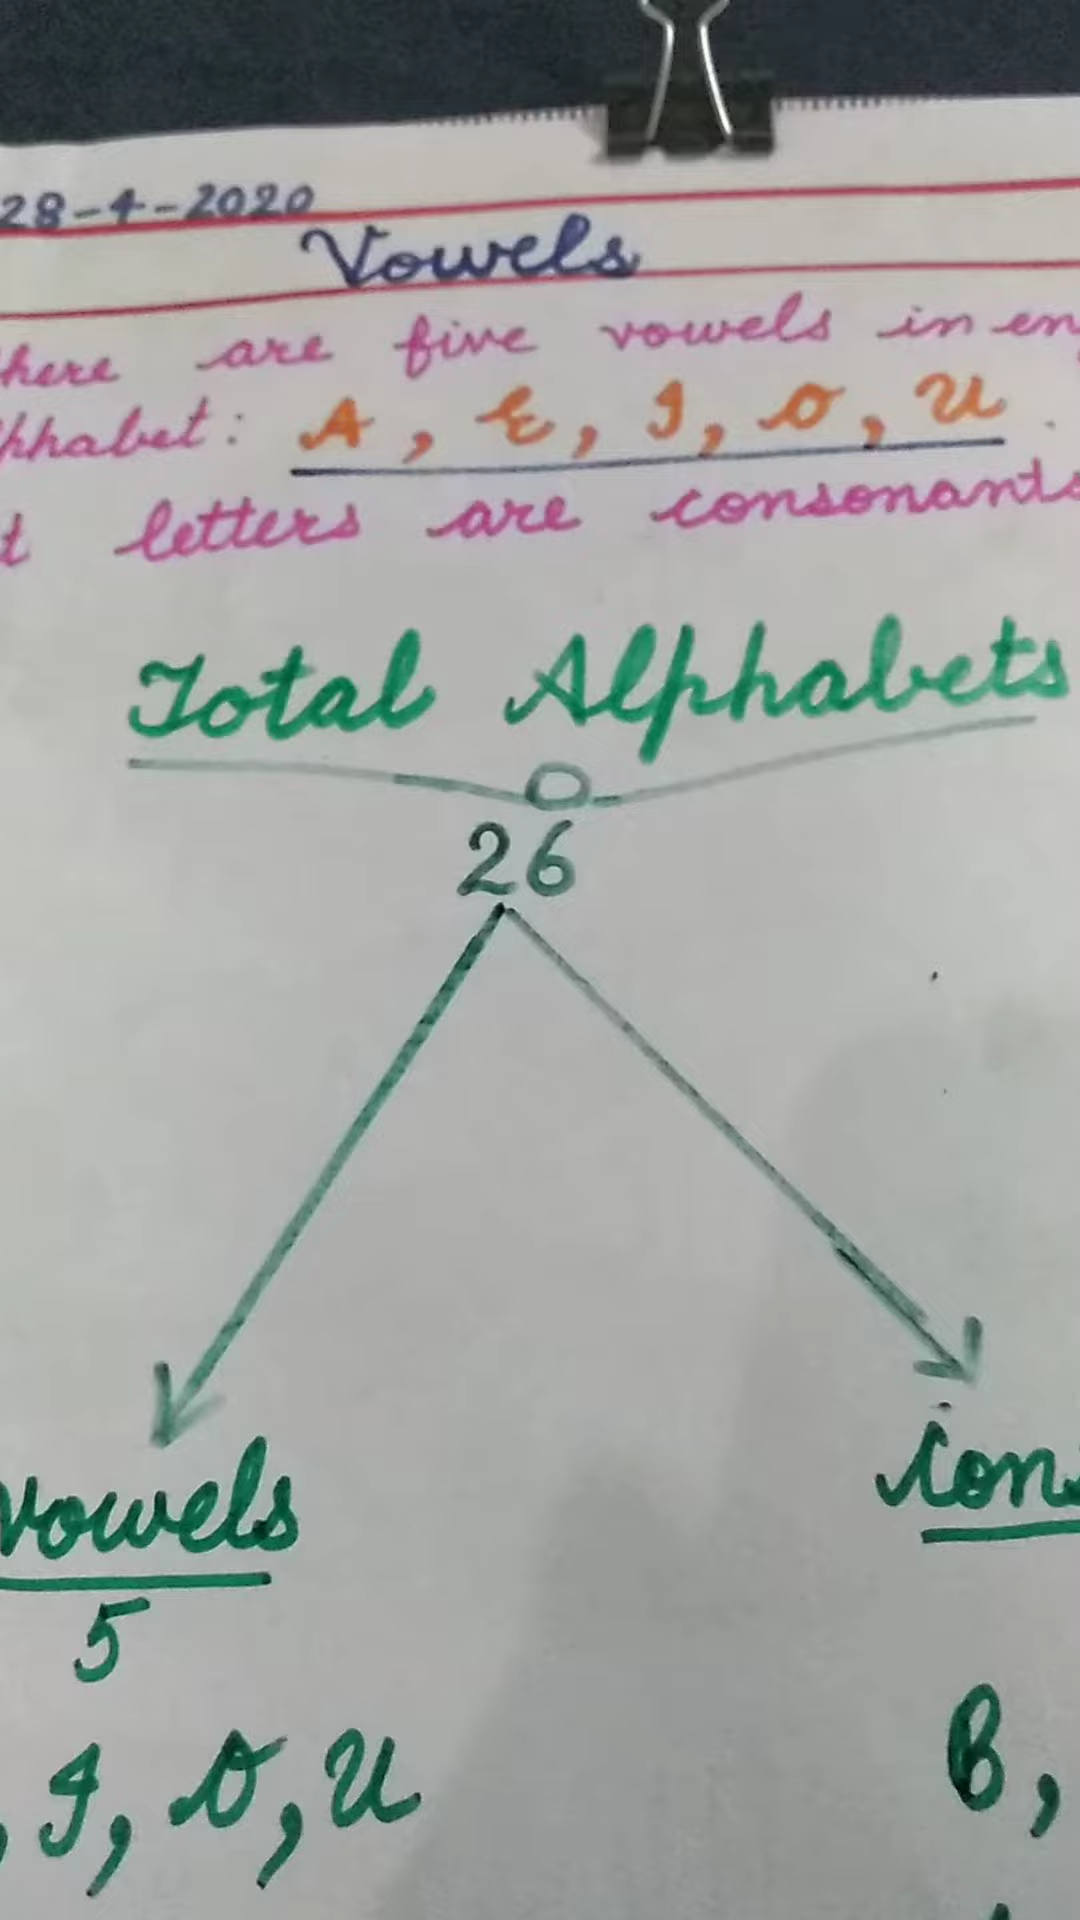 28-4-2020
Vowels
here are five vowels in en
phabet: A, E, I, O, U.
t letters are consonants
Total Alphabets
26
Vowels
Con
5
I, O, U
B,